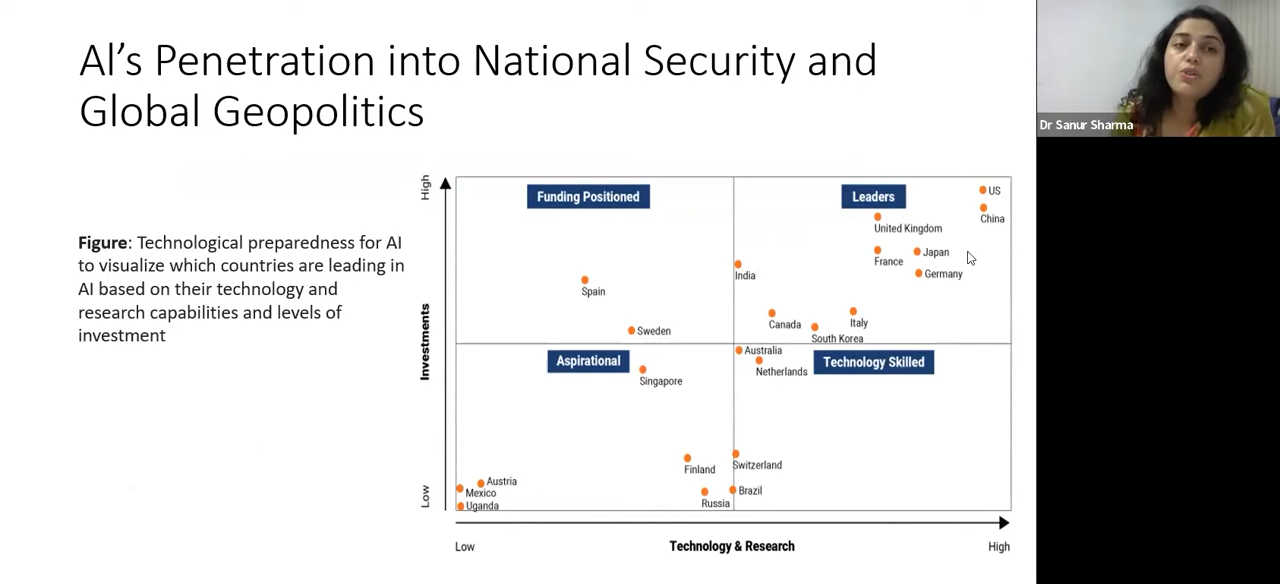 AI's Penetration into National Security and
Global Geopolitics
Dr Sanur Sharma
Figure: Technological preparedness for AI
to visualize which countries are leading in
AI based on their technology and
research capabilities and levels of
investment
High
Investments
Low
Funding Positioned
Leaders
US
China
United Kingdom
Japan
France
Germany
India
Spain
Canada
Italy
South Korea
Sweden
Aspirational
Technology Skilled
Australia
Netherlands
Singapore
Finland
Switzerland
Austria
Mexico
Uganda
Russia
Brazil
Low
Technology & Research
High